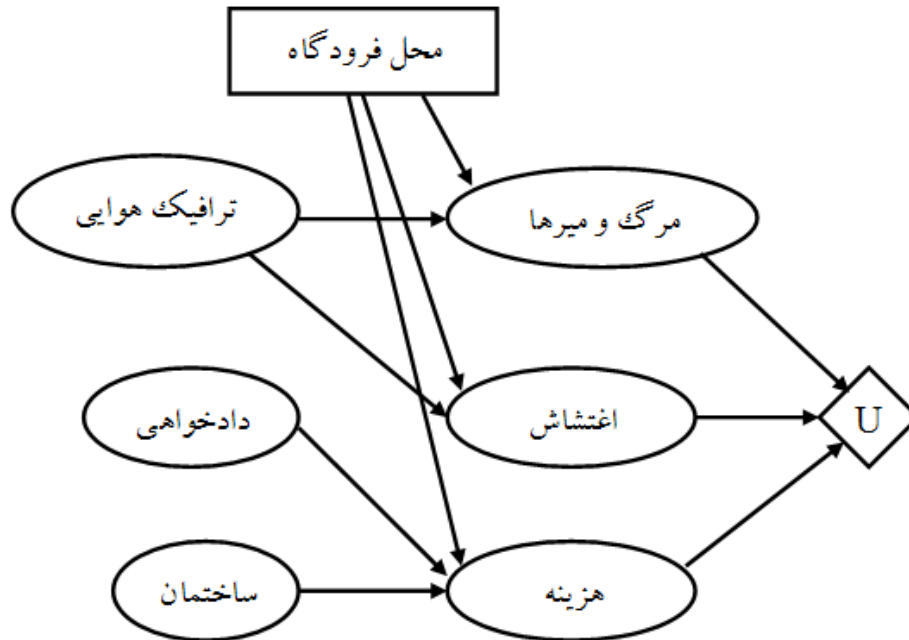 محل فرودگاه
ترافیک هوایی
مرگ و میرها
دادخواهی
اغتشاش
U
ساختمان
هزینه